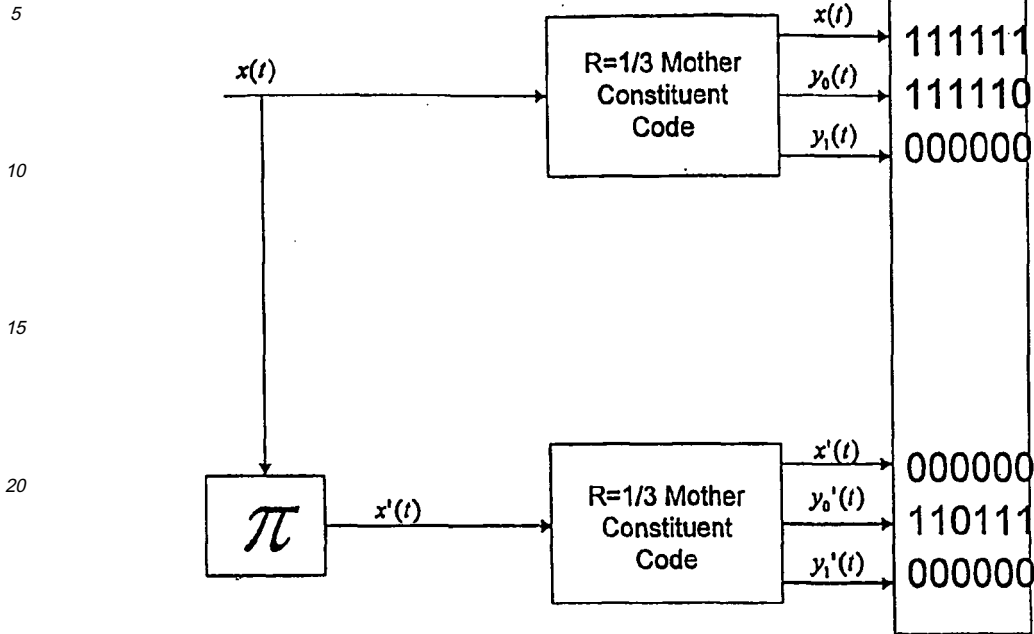 5
x(t)
111111
x(t)
R=1/3 Mother
Constituent
Code
y₀(t)
111110
y₁(t)
000000
10
15
x'(t)
000000
20
π
x'(t)
R=1/3 Mother
Constituent
Code
y₀'(t)
110111
y₁'(t)
000000